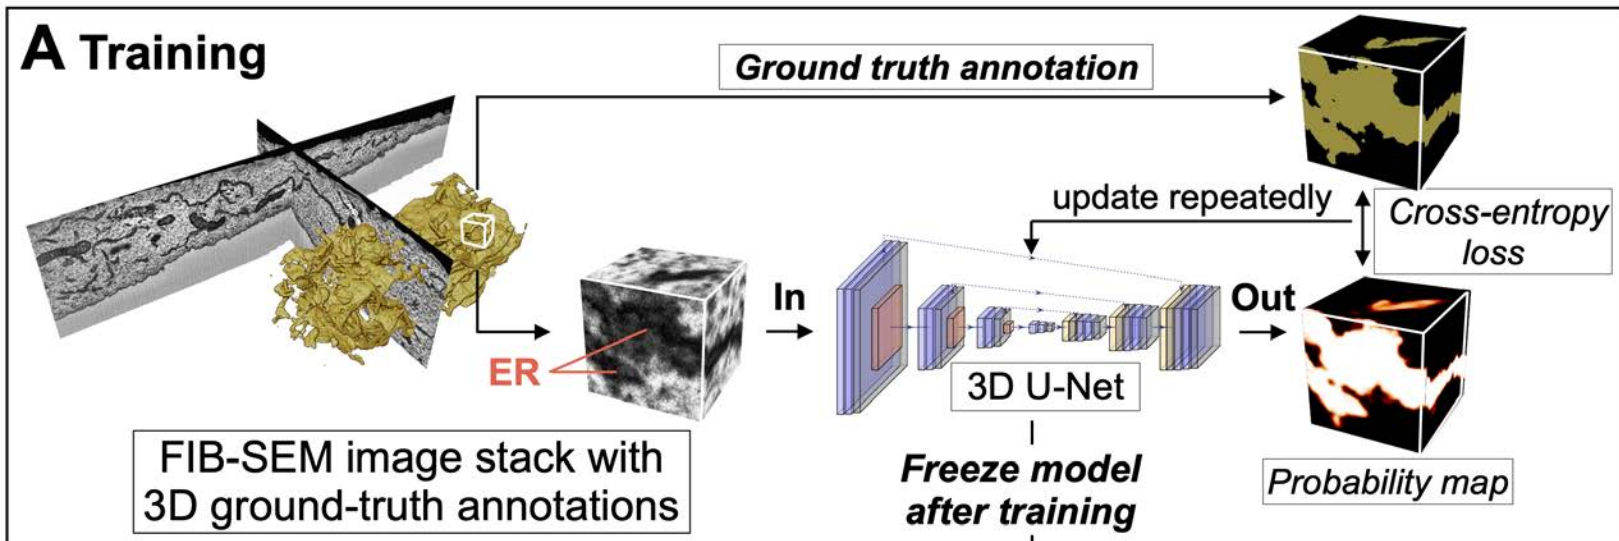 A Training
Ground truth annotation
update repeatedly
Cross-entropy
loss
In
Out
ER
3D U-Net
FIB-SEM image stack with
3D ground-truth annotations
Freeze model
after training
Probability map